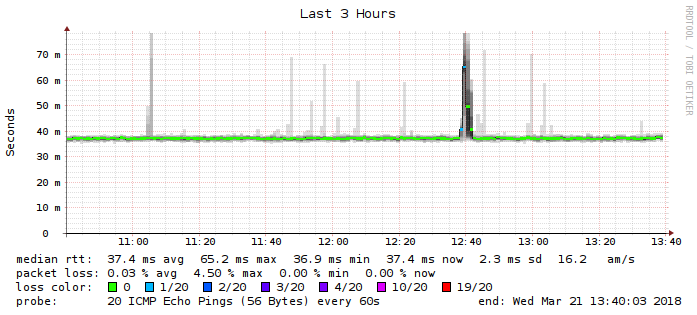 Last 3 Hours
RRDTOOL / TOBI OETIKER
Seconds
70 m
60 m
50 m
40 m
30 m
20 m
10 m
0
11:00 11:20 11:40 12:00 12:20 12:40 13:00 13:20 13:40
median rtt: 37.4 ms avg 65.2 ms max 36.9 ms min 37.4 ms now 2.3 ms sd 16.2 am/s
packet loss: 0.03 % avg 4.50 % max 0.00 % min 0.00 % now
loss color: 0 1/20 2/20 3/20 4/20 10/20 19/20
probe: 20 ICMP Echo Pings (56 Bytes) every 60s end: Wed Mar 21 13:40:03 2018